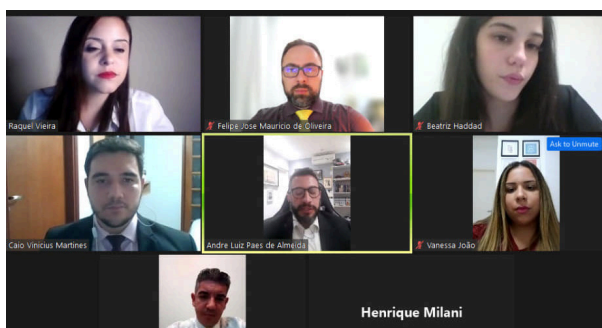 Raquel Vieira
Felipe Jose Mauricio de Oliveira
Beatriz Haddad
Ask to Unmute
Caio Vinicius Martines
Andre Luiz Paes de Almeida
Vanessa João
Henrique Milani